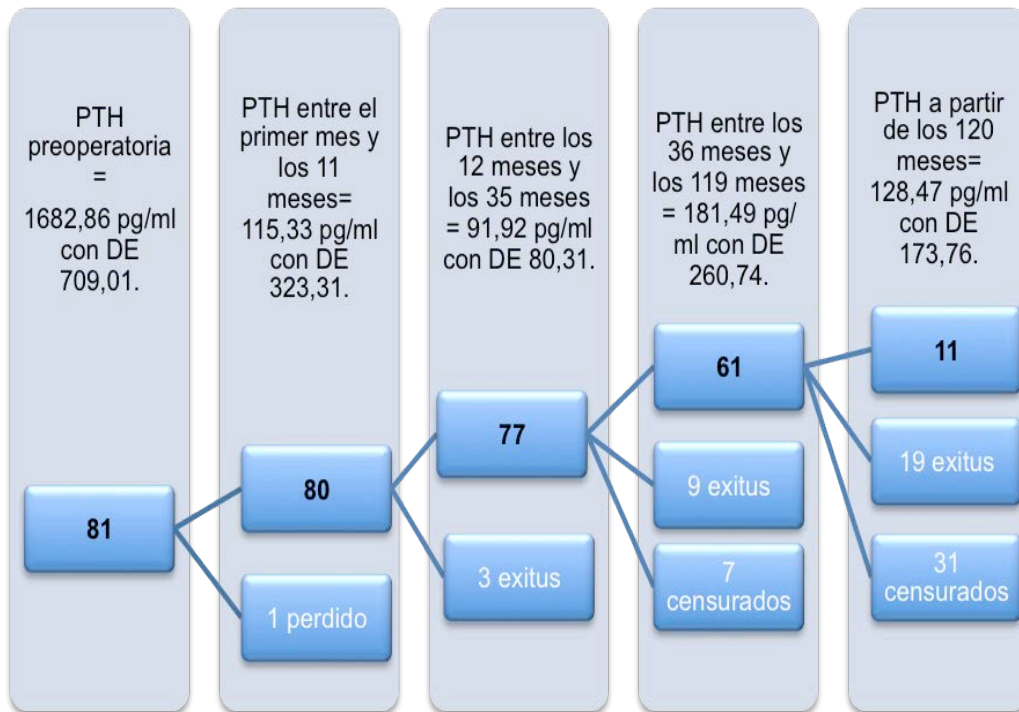 PTH
preoperatoria
=
1682,86 pg/ml
con DE
709,01.
81
PTH entre el
primer mes y
los 11
meses=
115,33 pg/ml
con DE
323,31.
80
1 perdido
PTH entre los
12 meses y
los 35 meses
= 91,92 pg/ml
con DE 80,31.
77
3 exitus
PTH entre los
36 meses y
los 119 meses
= 181,49 pg/
ml con DE
260,74.
61
9 exitus
7
censurados
PTH a partir
de los 120
meses=
128,47 pg/ml
con DE
173,76.
11
19 exitus
31
censurados